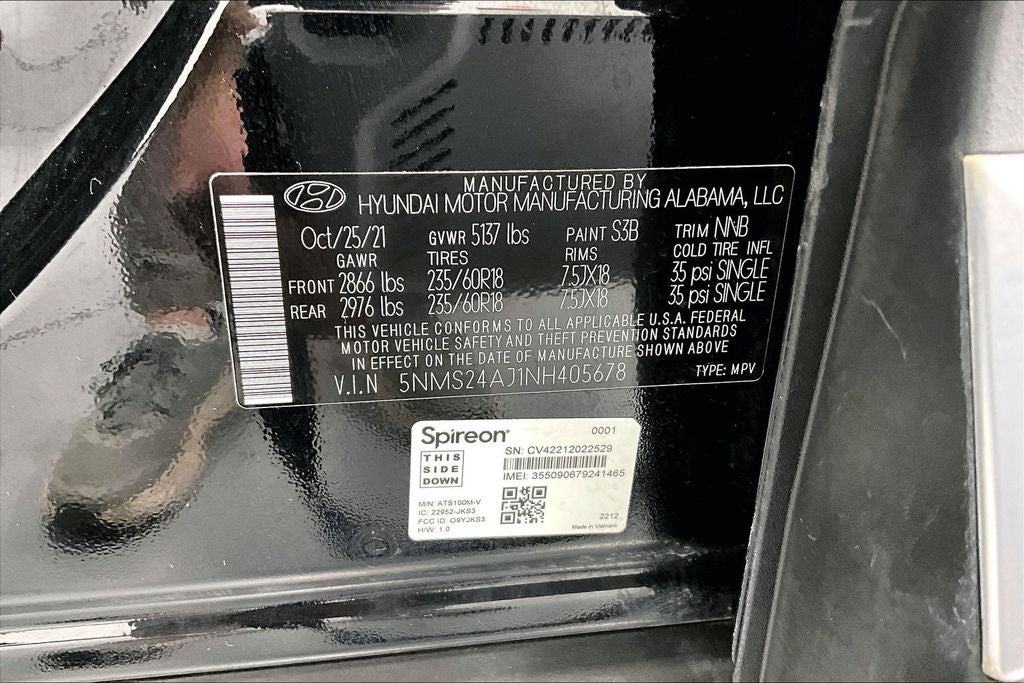 MANUFACTURED BY
HYUNDAI MOTOR MANUFACTURING ALABAMA, LLC
Oct/25/21 GVWR 5137 lbs PAINT S3B TRIM NNB
GAWR TIRES RIMS COLD TIRE INFL
FRONT 2866 lbs 235/60R18 7.5JX18 35 psi SINGLE
REAR 2976 lbs 235/60R18 7.5JX18 35 psi SINGLE
THIS VEHICLE CONFORMS TO ALL APPLICABLE U.S.A. FEDERAL
MOTOR VEHICLE SAFETY AND THEFT PREVENTION STANDARDS
IN EFFECT ON THE DATE OF MANUFACTURE SHOWN ABOVE
V.I.N 5NMS24AJ1NH405678 TYPE: MPV
Spireon® 0001
SN: CV42212022529
THIS
SIDE
DOWN
IMEI: 355090679241465
M/N: ATS100M-V
IC: 22952-JKS3
FCC ID: O9YJKS3
H/W: 1.0
2212
Made in Vietnam